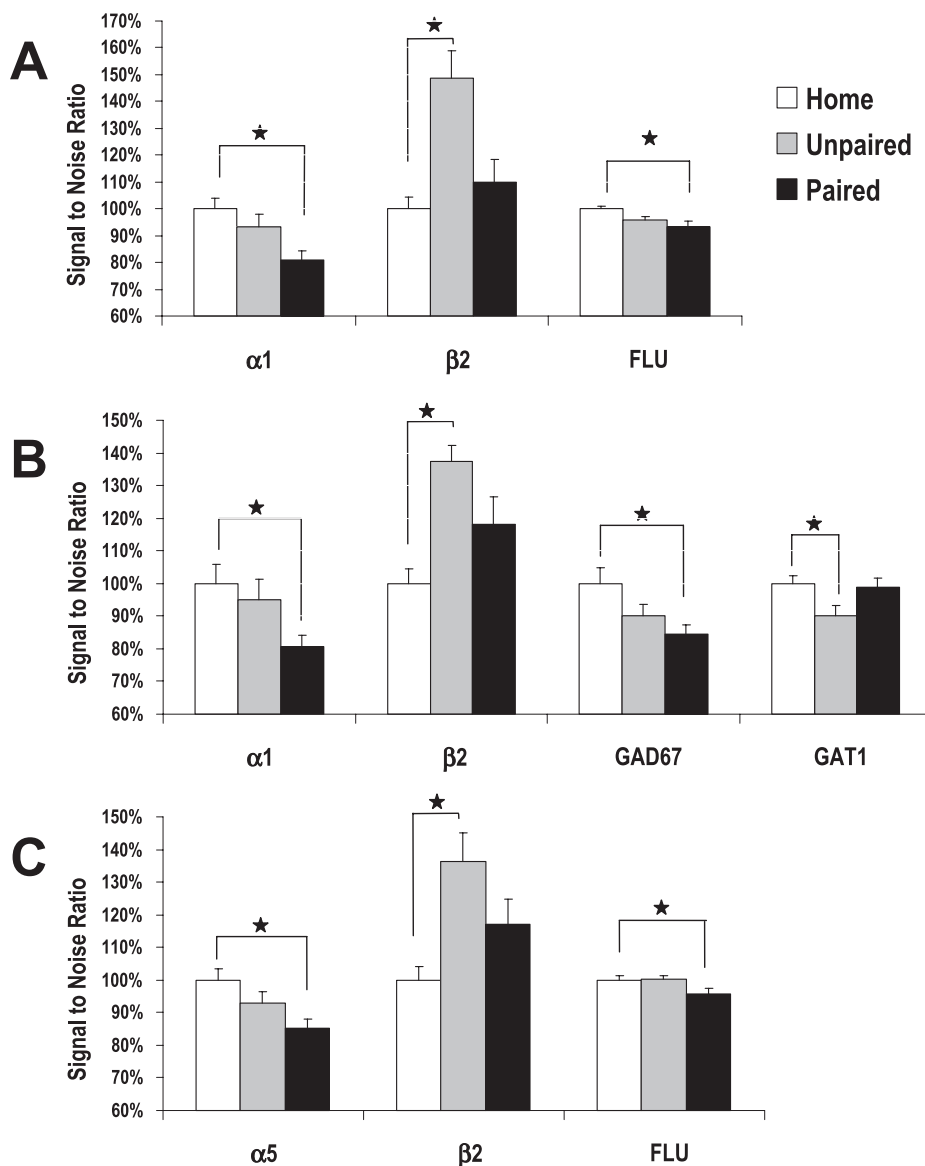 A
Signal to Noise Ratio
170%
160%
150%
140%
130%
120%
110%
100%
90%
80%
70%
60%
α1
β2
FLU
Home
Unpaired
Paired
B
Signal to Noise Ratio
150%
140%
130%
120%
110%
100%
90%
80%
70%
60%
α1
β2
GAD67
GAT1
C
Signal to Noise Ratio
150%
140%
130%
120%
110%
100%
90%
80%
70%
60%
α5
β2
FLU